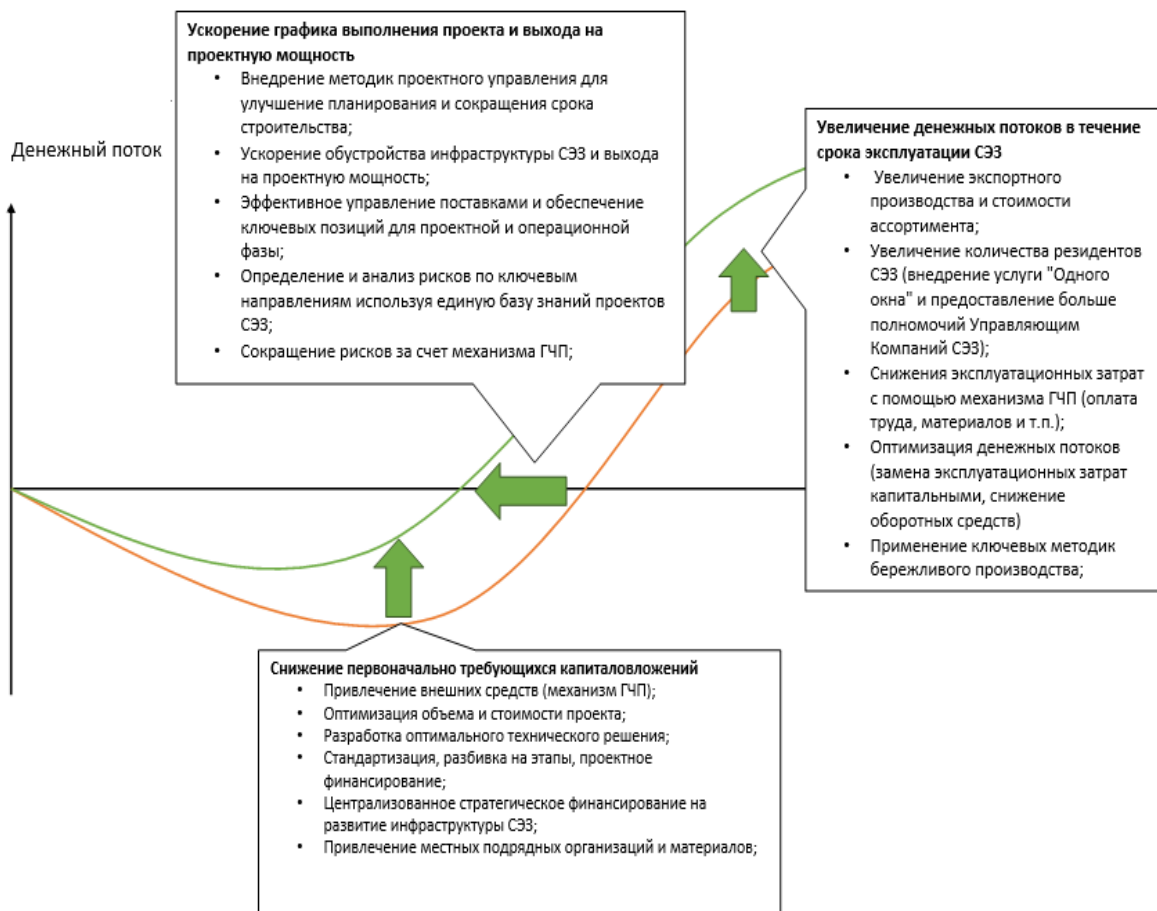 Ускорение графика выполнения проекта и выхода на
проектную мощность
• Внедрение методик проектного управления для
улучшение планирования и сокращения срока
строительства;
• Ускорение обустройства инфраструктуры СЭЗ и выхода
на проектную мощность;
• Эффективное управление поставками и обеспечение
ключевых позиций для проектной и операционной
фазы;
• Определение и анализ рисков по ключевым
направлениям используя единую базу знаний проектов
СЭЗ;
• Сокращение рисков за счет механизма ГЧП;
Денежный поток
Увеличение денежных потоков в течение
срока эксплуатации СЭЗ
• Увеличение экспортного
производства и стоимости
ассортимента;
• Увеличение количества резидентов
СЭЗ (внедрение услуги "Одного
окна" и предоставление больше
полномочий Управляющим
Компаний СЭЗ);
• Снижения эксплуатационных затрат
с помощью механизма ГЧП (оплата
труда, материалов и т.п.);
• Оптимизация денежных потоков
(замена эксплуатационных затрат
капитальными, снижение
оборотных средств)
• Применение ключевых методик
бережливого производства;
Снижение первоначально требующихся капиталовложений
• Привлечение внешних средств (механизм ГЧП);
• Оптимизация объема и стоимости проекта;
• Разработка оптимального технического решения;
• Стандартизация, разбивка на этапы, проектное
финансирование;
• Централизованное стратегическое финансирование на
развитие инфраструктуры СЭЗ;
• Привлечение местных подрядных организаций и материалов;